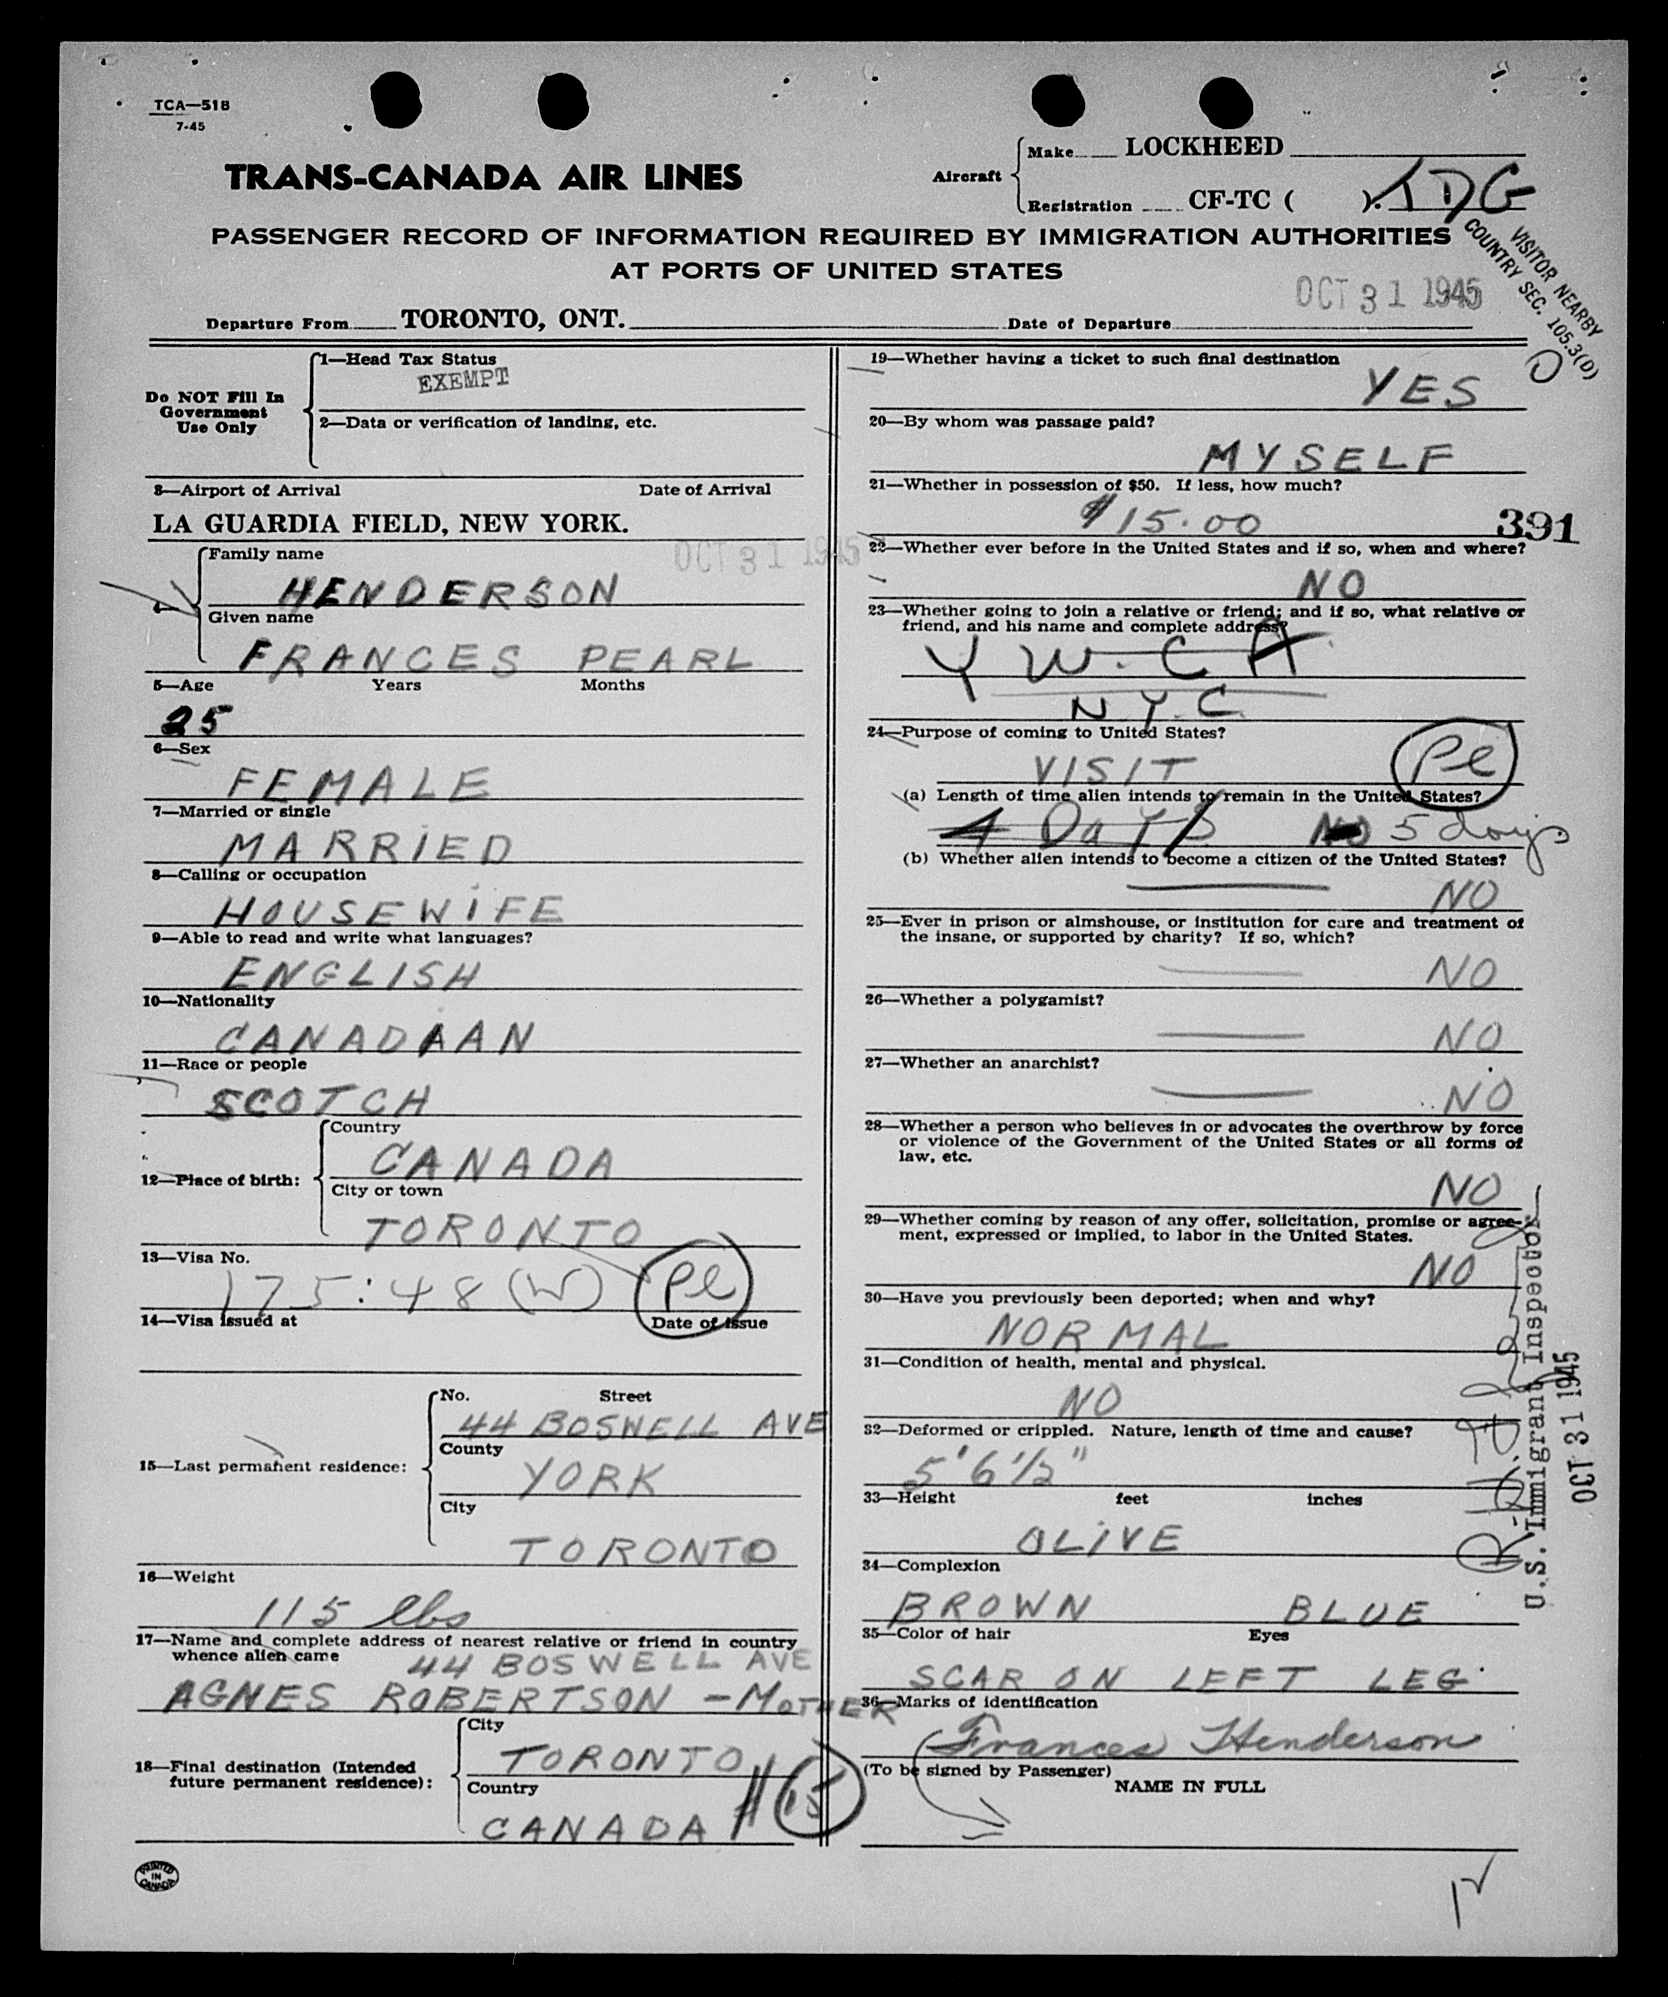 TCA—518
7-45
TRANS-CANADA AIR LINES
Aircraft
Make LOCKHEED
Registration CF-TC ( ).
PASSENGER RECORD OF INFORMATION REQUIRED BY IMMIGRATION AUTHORITIES
AT PORTS OF UNITED STATES
VISITOR NEARBY
COUNTRY SEC. 105.3(D)
OCT 31 1945
Departure From TORONTO, ONT. Date of Departure
Do NOT Fill In
Government
Use Only
1—Head Tax Status
EXEMPT
2—Data or verification of landing, etc.
3—Airport of Arrival Date of Arrival
LA GUARDIA FIELD, NEW YORK.
OCT 31 1945
4—
Family name
HENDERSON
Given name
FRANCES PEARL
5—Age Years Months
25
6—Sex
FEMALE
7—Married or single
MARRIED
8—Calling or occupation
HOUSEWIFE
9—Able to read and write what languages?
ENGLISH
10—Nationality
CANADIAN
11—Race or people
SCOTCH
12—Place of birth:
Country
CANADA
City or town
TORONTO
13—Visa No.
175:48 (W) Pl
14—Visa issued at Date of issue
15—Last permanent residence:
No. Street
44 BOSWELL AVE
County
YORK
City
TORONTO
16—Weight
115 lbs
17—Name and complete address of nearest relative or friend in country
whence alien came
44 BOSWELL AVE
AGNES ROBERTSON - MOTHER
18—Final destination (Intended
future permanent residence):
City
TORONTO
Country
CANADA
15
PRINTED
IN
CANADA
19—Whether having a ticket to such final destination
YES
20—By whom was passage paid?
MYSELF
21—Whether in possession of $50. If less, how much?
$15.00
391
22—Whether ever before in the United States and if so, when and where?
NO
23—Whether going to join a relative or friend; and if so, what relative or
friend, and his name and complete address?
Y W. C A.
N.Y.C.
24—Purpose of coming to United States?
VISIT Pl
(a) Length of time alien intends to remain in the United States?
4 DAYS NO 5 days
(b) Whether alien intends to become a citizen of the United States?
NO
25—Ever in prison or almshouse, or institution for care and treatment of
the insane, or supported by charity? If so, which?
NO
26—Whether a polygamist?
NO
27—Whether an anarchist?
NO
28—Whether a person who believes in or advocates the overthrow by force
or violence of the Government of the United States or all forms of
law, etc.
NO
29—Whether coming by reason of any offer, solicitation, promise or agree-
ment, expressed or implied, to labor in the United States.
NO
30—Have you previously been deported; when and why?
NORMAL
31—Condition of health, mental and physical.
NO
32—Deformed or crippled. Nature, length of time and cause?
5'6½"
33—Height feet inches
OLIVE
34—Complexion
BROWN BLUE
35—Color of hair Eyes
SCAR ON LEFT LEG.
36—Marks of identification
Frances Henderson
(To be signed by Passenger)
NAME IN FULL
U.S. Immigrant Inspector
OCT 31 1945